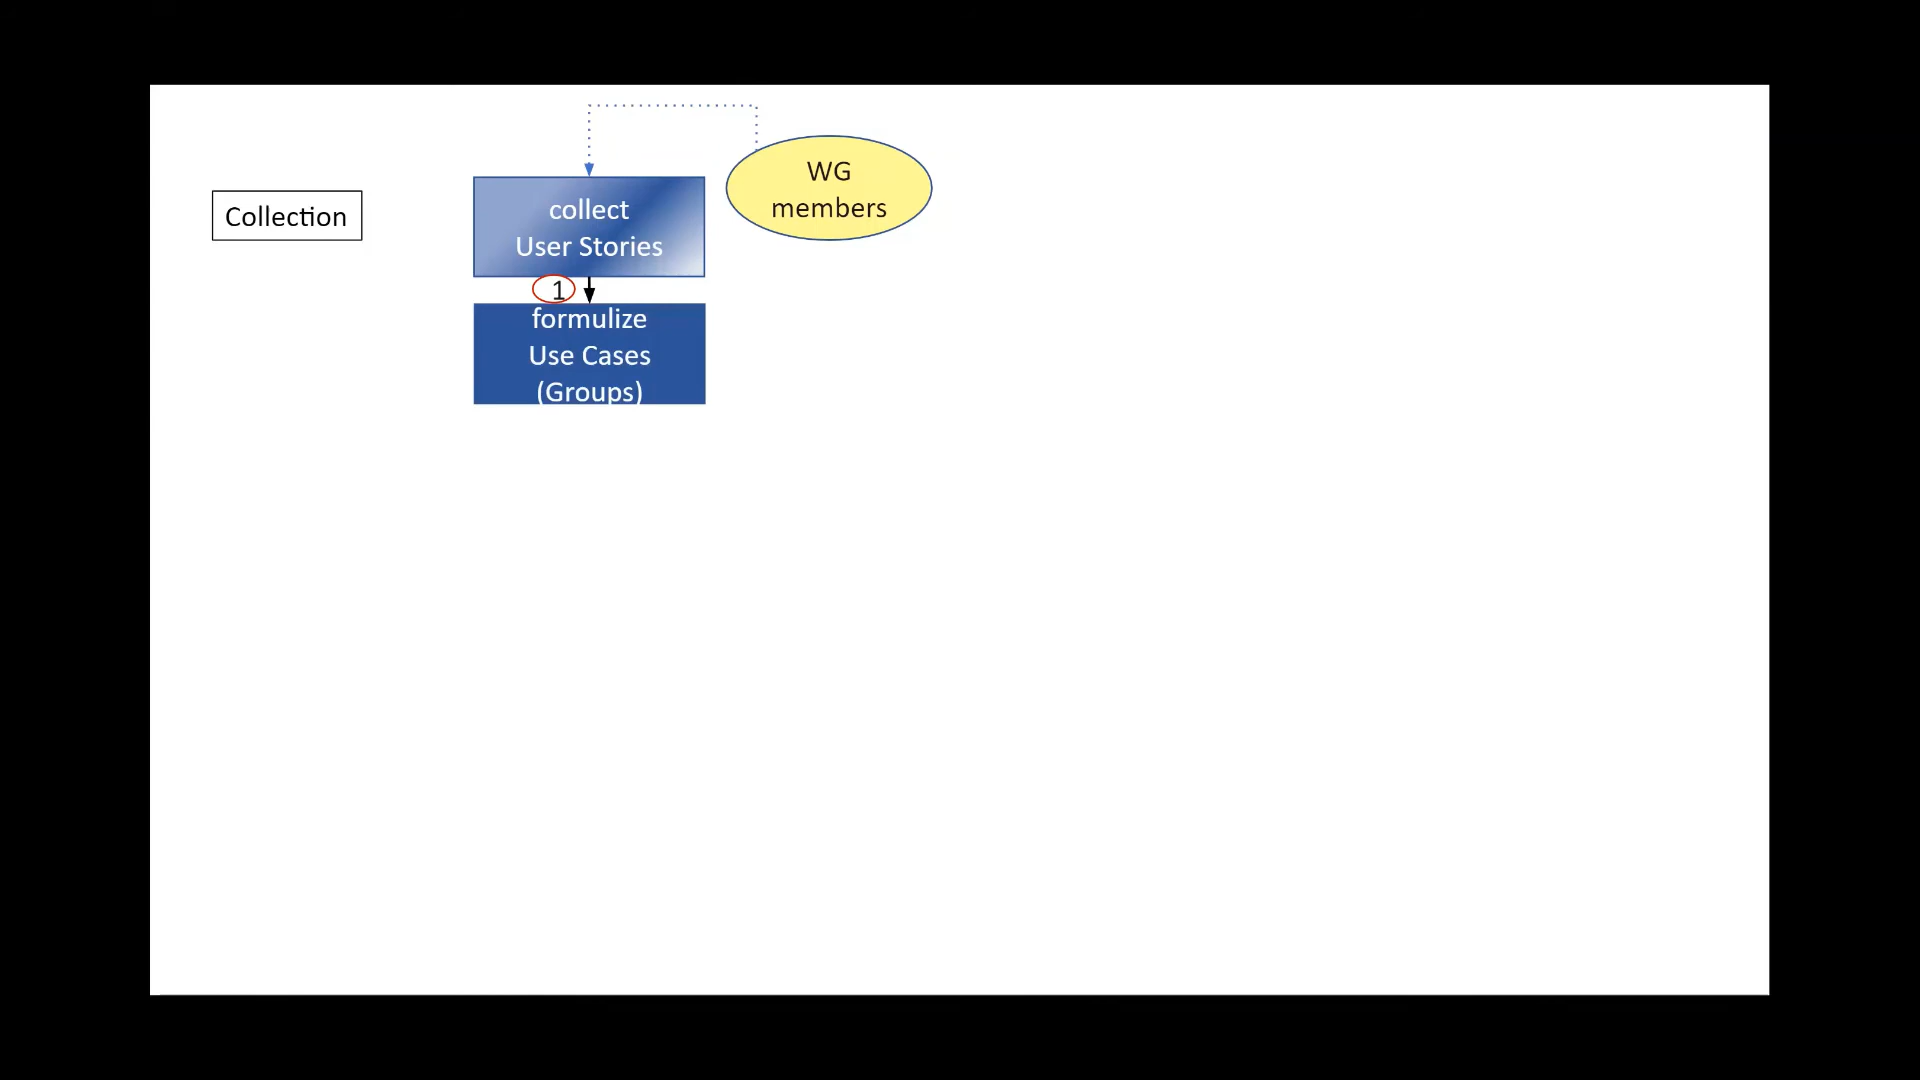 WG
members
Collection
collect
User Stories
1
formulize
Use Cases
(Groups)